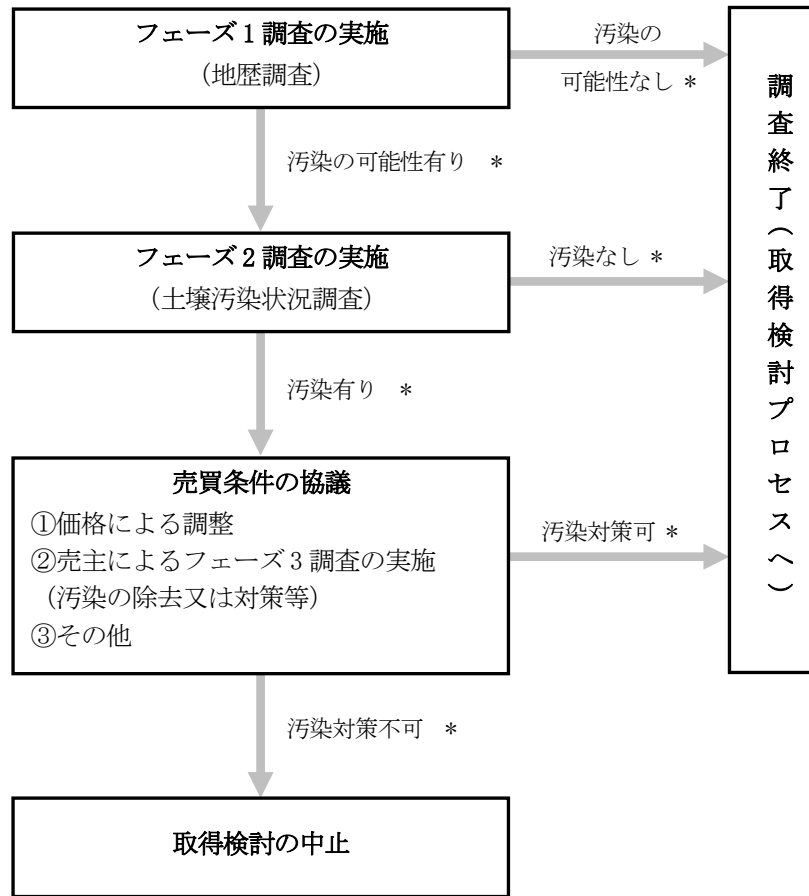 フェーズ1調査の実施
（地歴調査）
汚染の
可能性なし *
汚染の可能性有り *
フェーズ2調査の実施
（土壌汚染状況調査）
汚染なし *
汚染有り *
売買条件の協議
①価格による調整
②売主によるフェーズ3調査の実施
（汚染の除去又は対策等）
③その他
汚染対策可 *
汚染対策不可 *
取得検討の中止
調査終了（取得検討プロセスへ）